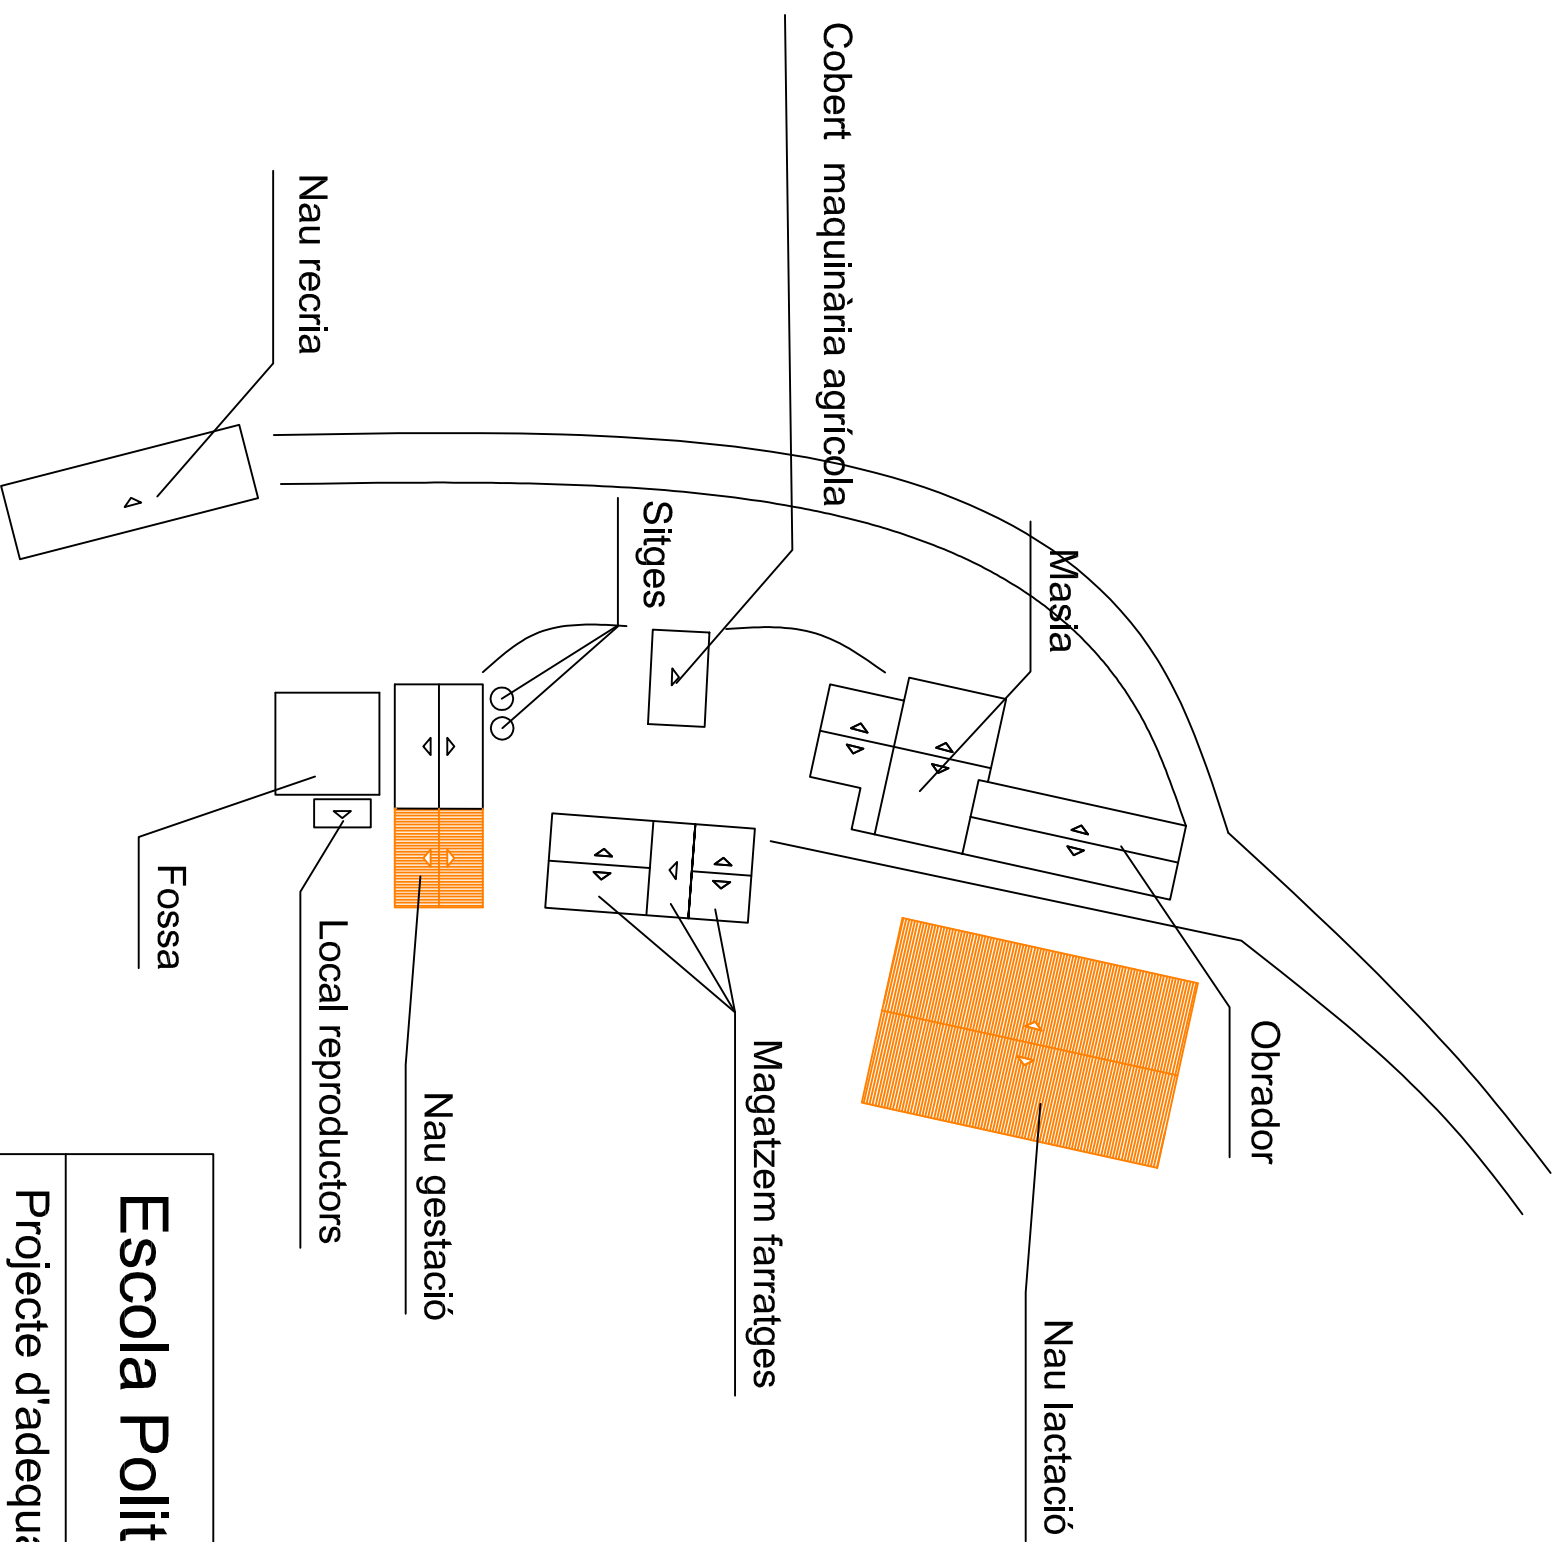 Obrador
Masia
Nau lactació
Cobert maquinària agrícola
Magatzem farratges
Sitges
Nau gestació
Local reproductors
Nau recria
Fossa
Escola Polit
Projecte d'adequa